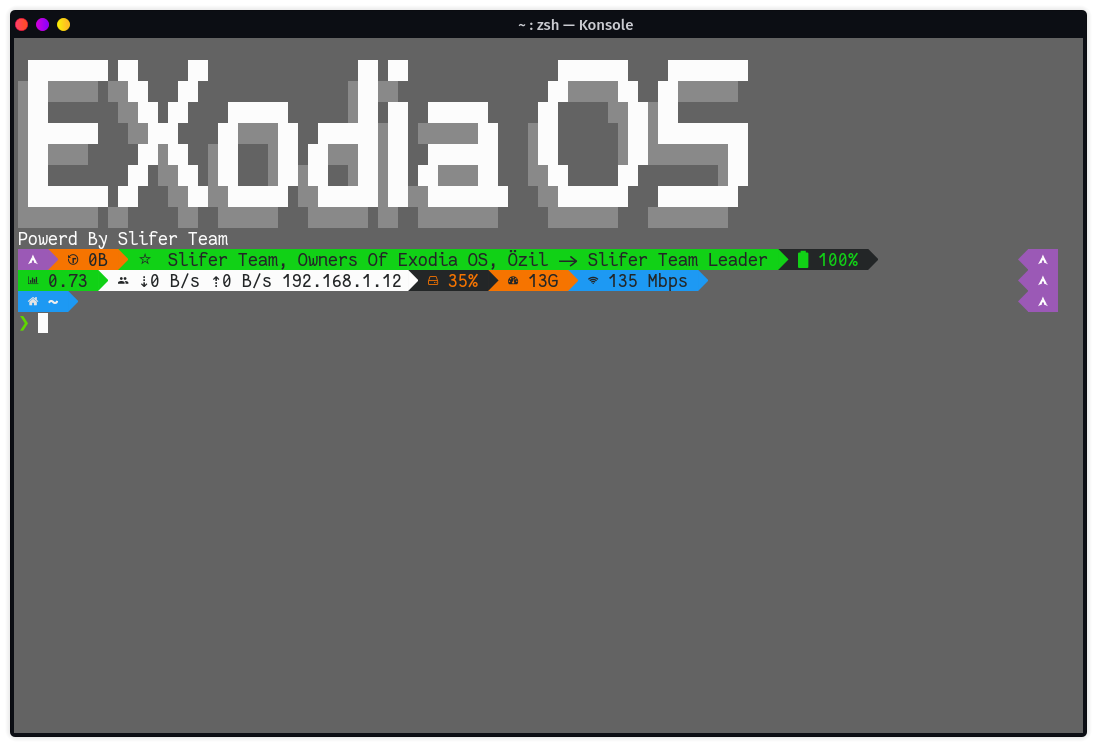 ~ : zsh — Konsole
EXodia OS
Powerd By Slifer Team
0B ☆ Slifer Team, Owners Of Exodia OS, Özil → Slifer Team Leader 100%
0.73 ⇣0 B/s ⇡0 B/s 192.168.1.12 35% 13G 135 Mbps
~
❯